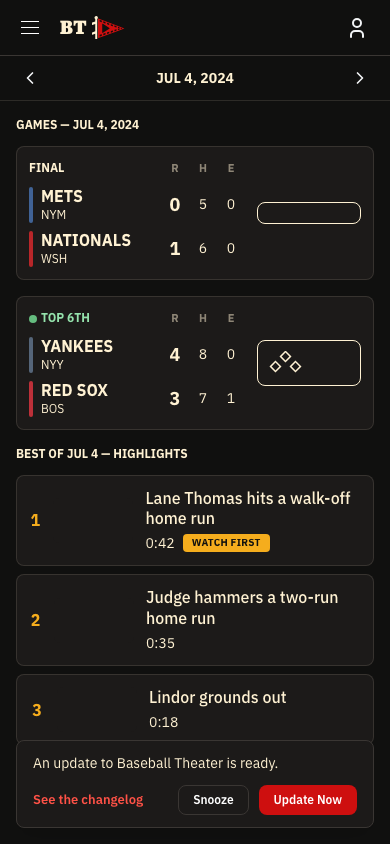 BT
JUL 4, 2024
GAMES — JUL 4, 2024
FINAL R H E
METS 0 5 0
NYM
NATIONALS 1 6 0
WSH
TOP 6TH R H E
YANKEES 4 8 0
NYY
RED SOX 3 7 1
BOS
BEST OF JUL 4 — HIGHLIGHTS
1
Lane Thomas hits a walk-off
home run
0:42 WATCH FIRST
2
Judge hammers a two-run
home run
0:35
3
Lindor grounds out
0:18
An update to Baseball Theater is ready.
See the changelog Snooze Update Now